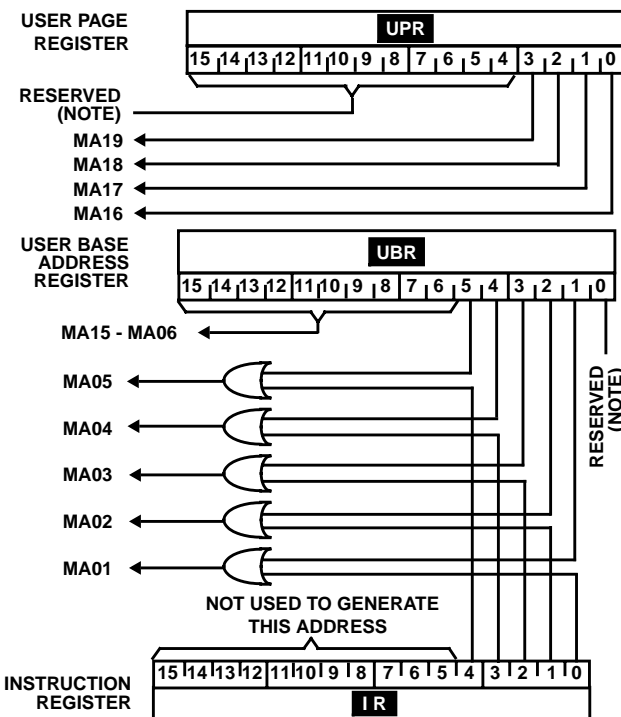 USER PAGE
REGISTER
UPR
15 14 13 12 11 10 9 8 7 6 5 4 3 2 1 0
RESERVED
(NOTE)
MA19
MA18
MA17
MA16
USER BASE
ADDRESS
REGISTER
UBR
15 14 13 12 11 10 9 8 7 6 5 4 3 2 1 0
MA15 - MA06
RESERVED
(NOTE)
MA05
MA04
MA03
MA02
MA01
NOT USED TO GENERATE
THIS ADDRESS
15 14 13 12 11 10 9 8 7 6 5 4 3 2 1 0
INSTRUCTION
REGISTER
I R